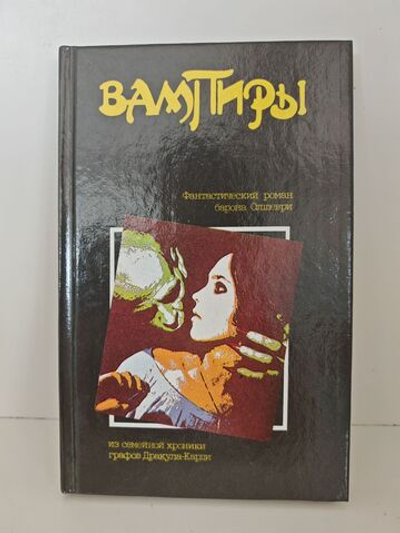 ВАМПИРЫ
Фантастический роман
барона Олшеври
из семейной хроники
графов Дракула-Карди